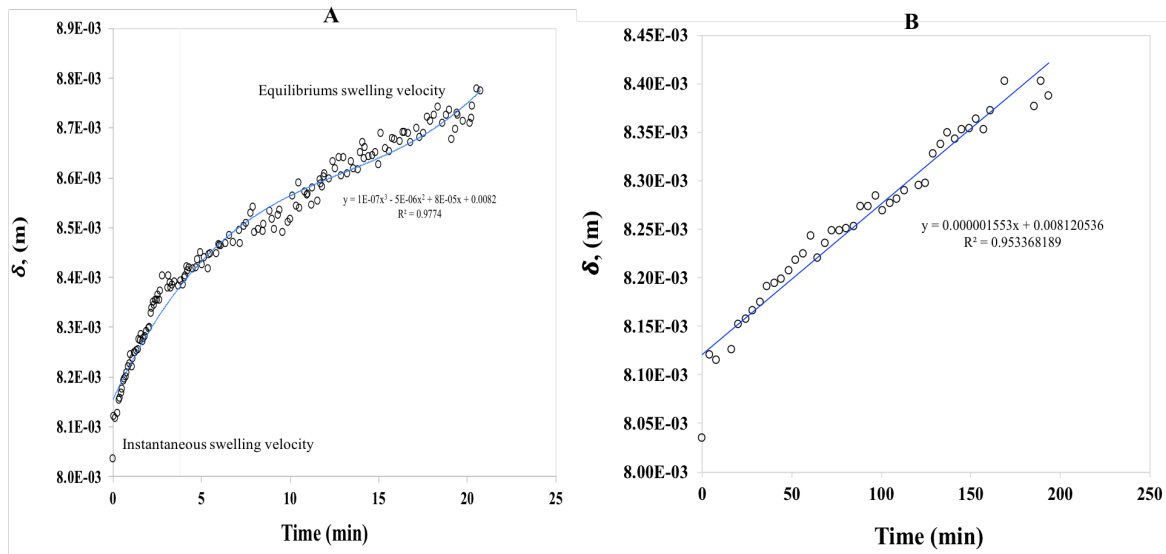 A
8.9E-03
8.8E-03
8.7E-03
8.6E-03
8.5E-03
8.4E-03
8.3E-03
8.2E-03
8.1E-03
8.0E-03
δ, (m)
Equilibriums swelling velocity
y = 1E-07x³ - 5E-06x² + 8E-05x + 0.0082
R² = 0.9774
Instantaneous swelling velocity
0 5 10 15 20 25
Time (min)
B
8.45E-03
8.40E-03
8.35E-03
8.30E-03
8.25E-03
8.20E-03
8.15E-03
8.10E-03
8.05E-03
8.00E-03
δ, (m)
y = 0.000001553x + 0.008120536
R² = 0.953368189
0 50 100 150 200 250
Time (min)